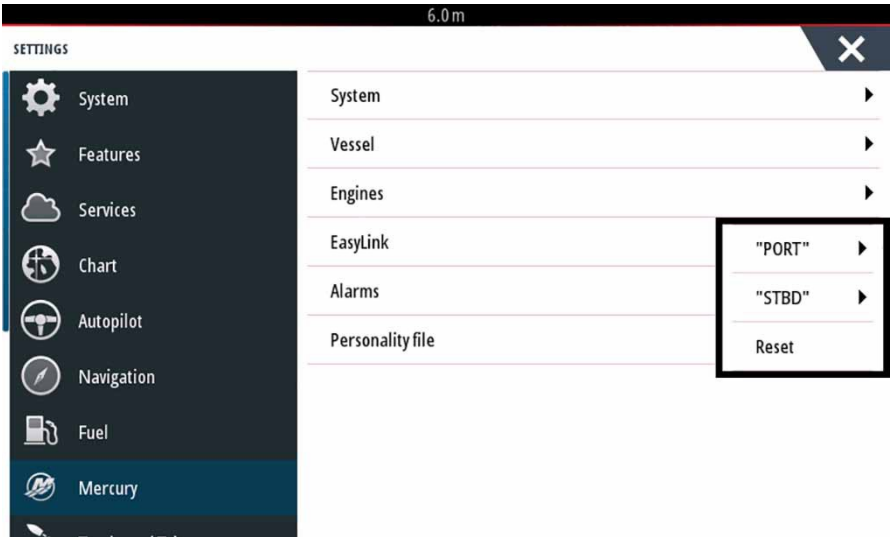 6.0 m
SETTINGS
System
Features
Services
Chart
Autopilot
Navigation
Fuel
Mercury
System
Vessel
Engines
EasyLink
Alarms
Personality file
"PORT"
"STBD"
Reset